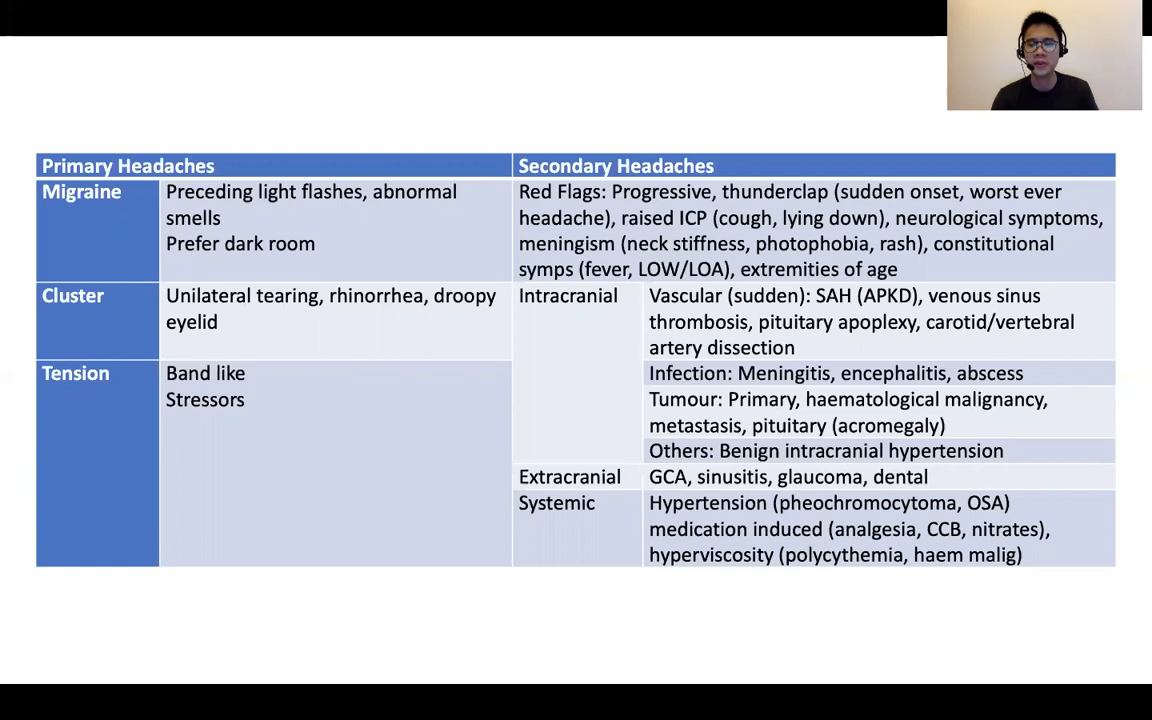 Primary Headaches
Secondary Headaches
Migraine
Preceding light flashes, abnormal
smells
Prefer dark room
Red Flags: Progressive, thunderclap (sudden onset, worst ever
headache), raised ICP (cough, lying down), neurological symptoms,
meningism (neck stiffness, photophobia, rash), constitutional
symps (fever, LOW/LOA), extremities of age
Cluster
Unilateral tearing, rhinorrhea, droopy
eyelid
Intracranial
Vascular (sudden): SAH (APKD), venous sinus
thrombosis, pituitary apoplexy, carotid/vertebral
artery dissection
Tension
Band like
Stressors
Infection: Meningitis, encephalitis, abscess
Tumour: Primary, haematological malignancy,
metastasis, pituitary (acromegaly)
Others: Benign intracranial hypertension
Extracranial
GCA, sinusitis, glaucoma, dental
Systemic
Hypertension (pheochromocytoma, OSA)
medication induced (analgesia, CCB, nitrates),
hyperviscosity (polycythemia, haem malig)